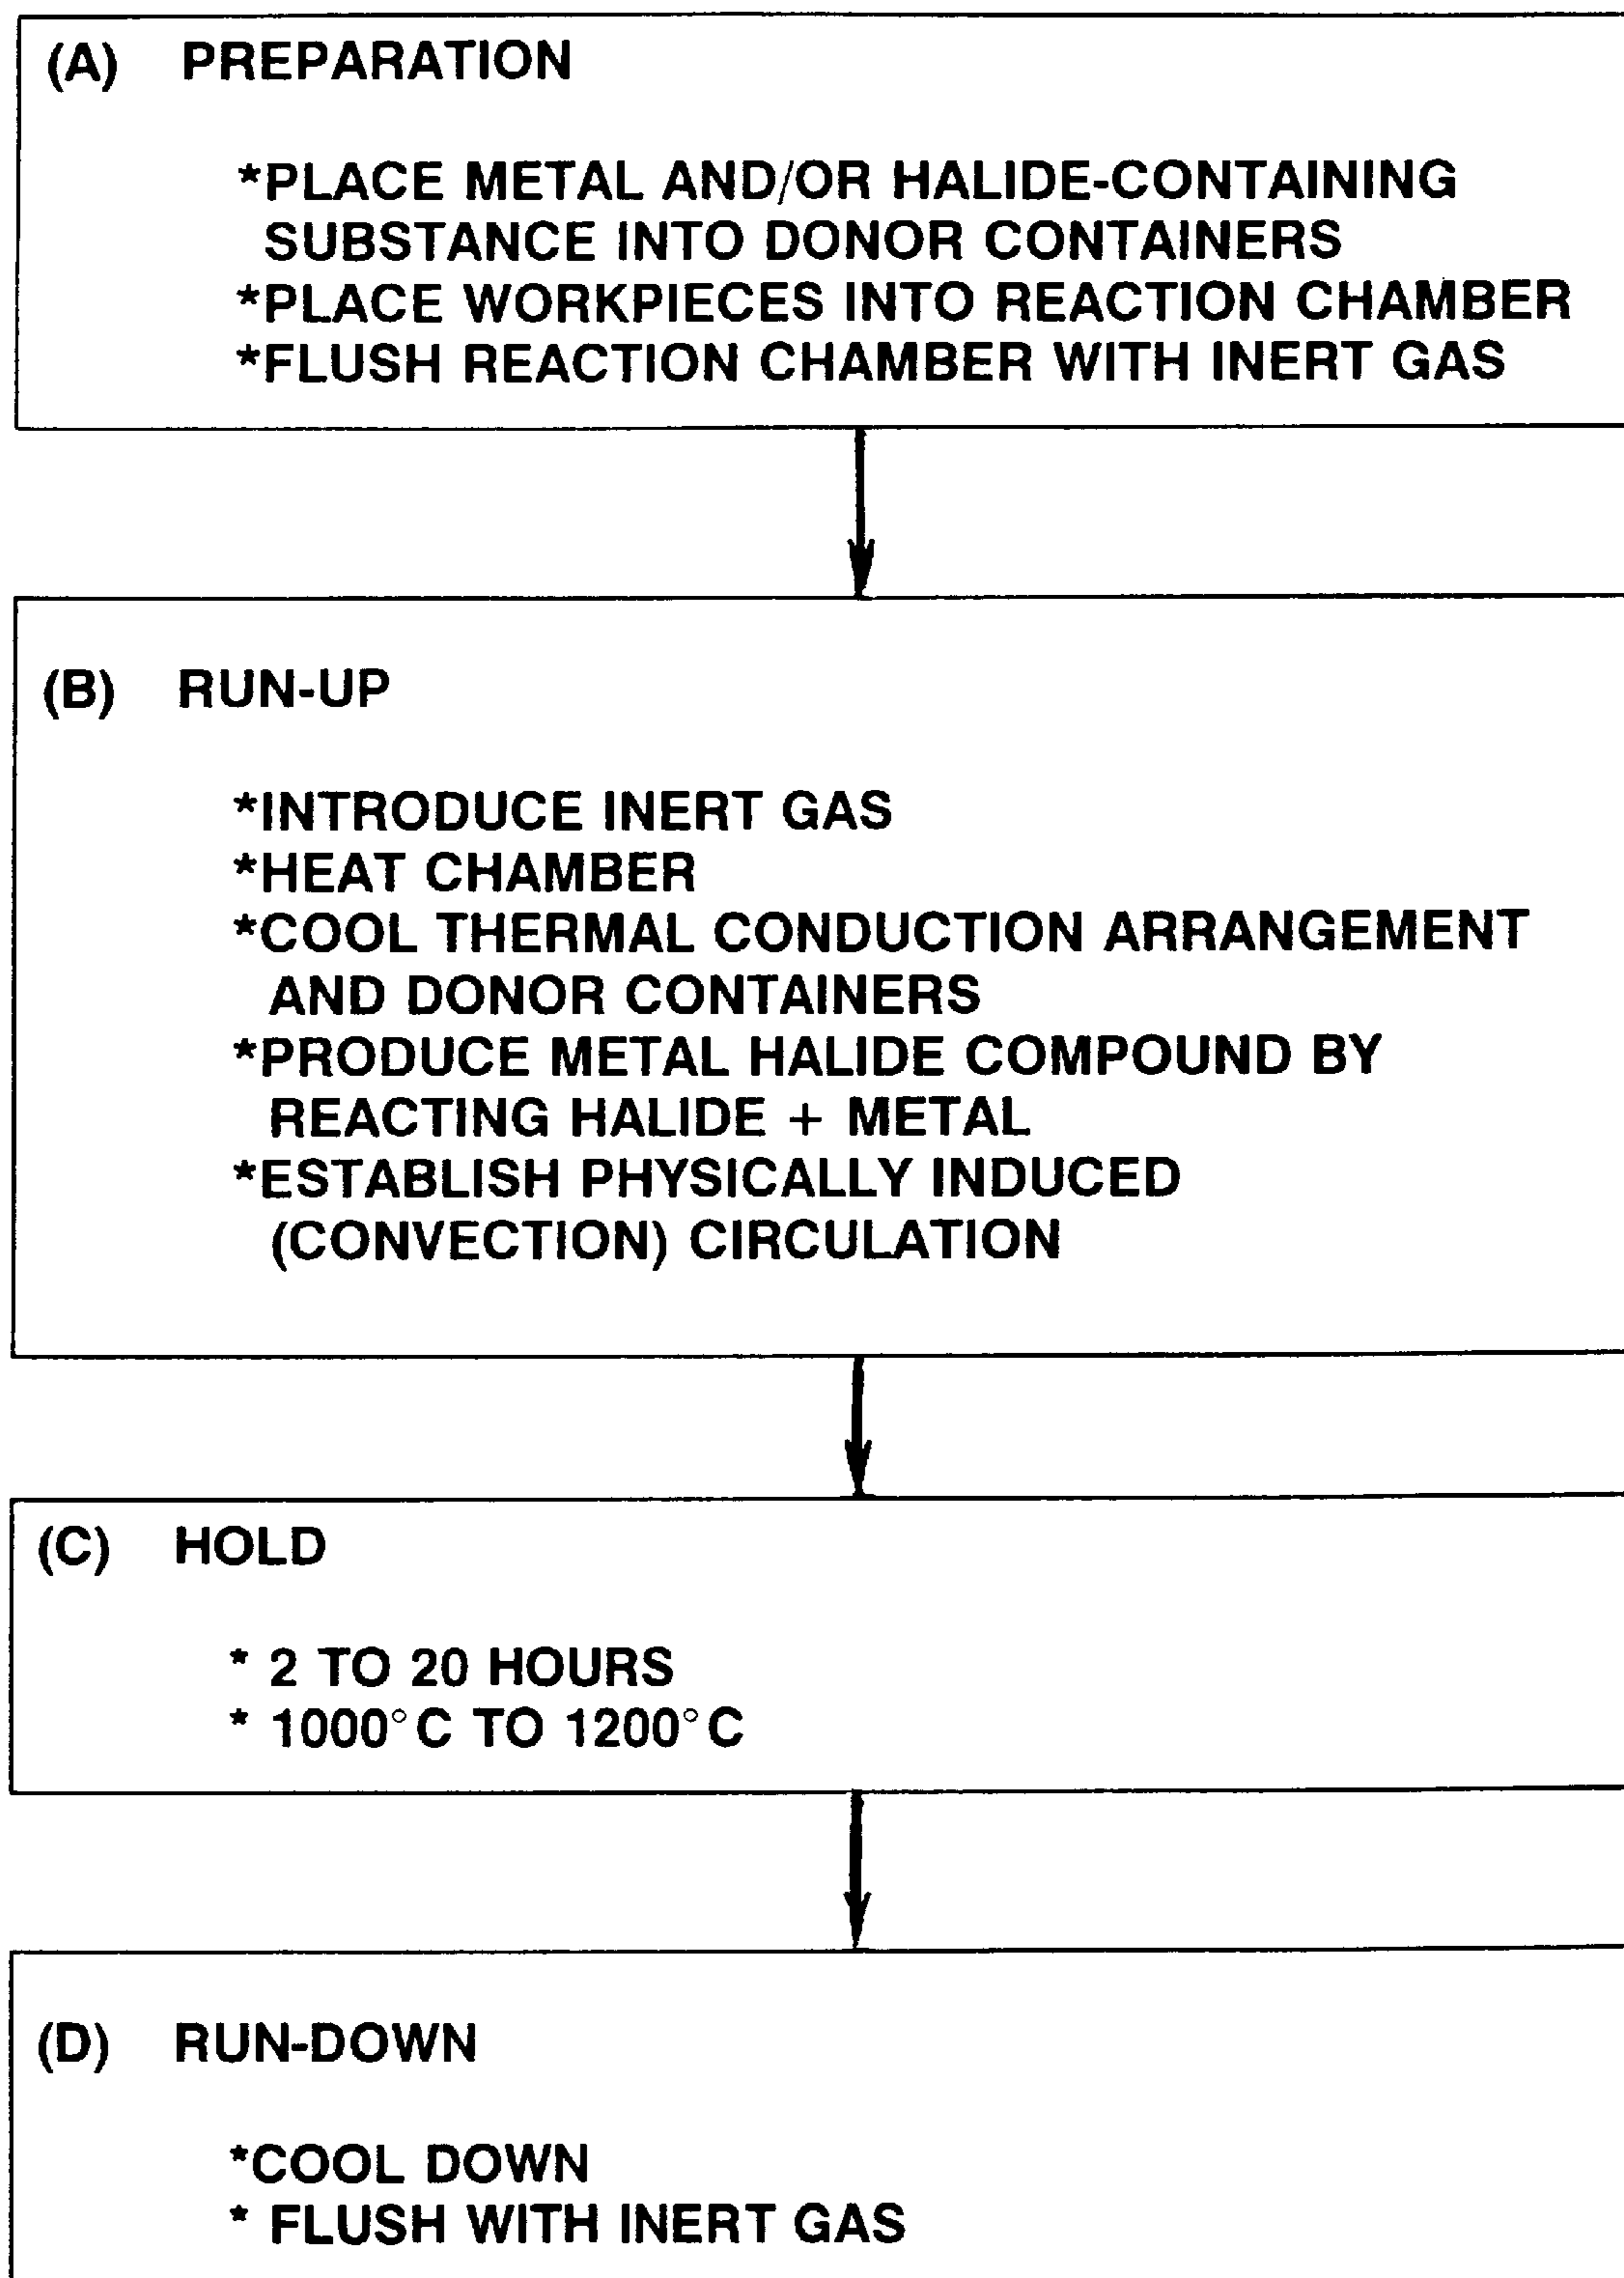 (A) PREPARATION
*PLACE METAL AND/OR HALIDE-CONTAINING
SUBSTANCE INTO DONOR CONTAINERS
*PLACE WORKPIECES INTO REACTION CHAMBER
*FLUSH REACTION CHAMBER WITH INERT GAS
(B) RUN-UP
*INTRODUCE INERT GAS
*HEAT CHAMBER
*COOL THERMAL CONDUCTION ARRANGEMENT
AND DONOR CONTAINERS
*PRODUCE METAL HALIDE COMPOUND BY
REACTING HALIDE + METAL
*ESTABLISH PHYSICALLY INDUCED
(CONVECTION) CIRCULATION
(C) HOLD
* 2 TO 20 HOURS
* 1000°C TO 1200°C
(D) RUN-DOWN
*COOL DOWN
* FLUSH WITH INERT GAS